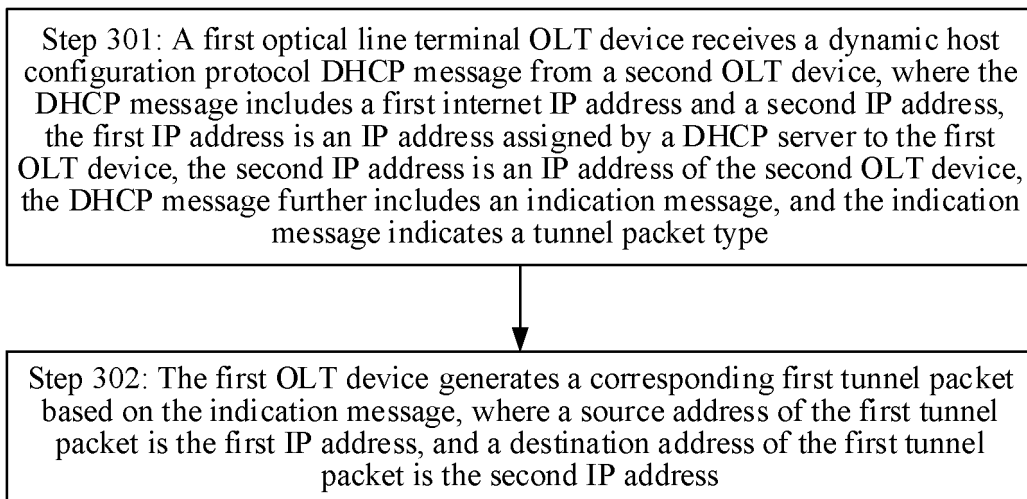 Step 301: A first optical line terminal OLT device receives a dynamic host
configuration protocol DHCP message from a second OLT device, where the
DHCP message includes a first internet IP address and a second IP address,
the first IP address is an IP address assigned by a DHCP server to the first
OLT device, the second IP address is an IP address of the second OLT device,
the DHCP message further includes an indication message, and the indication
message indicates a tunnel packet type
Step 302: The first OLT device generates a corresponding first tunnel packet
based on the indication message, where a source address of the first tunnel
packet is the first IP address, and a destination address of the first tunnel
packet is the second IP address